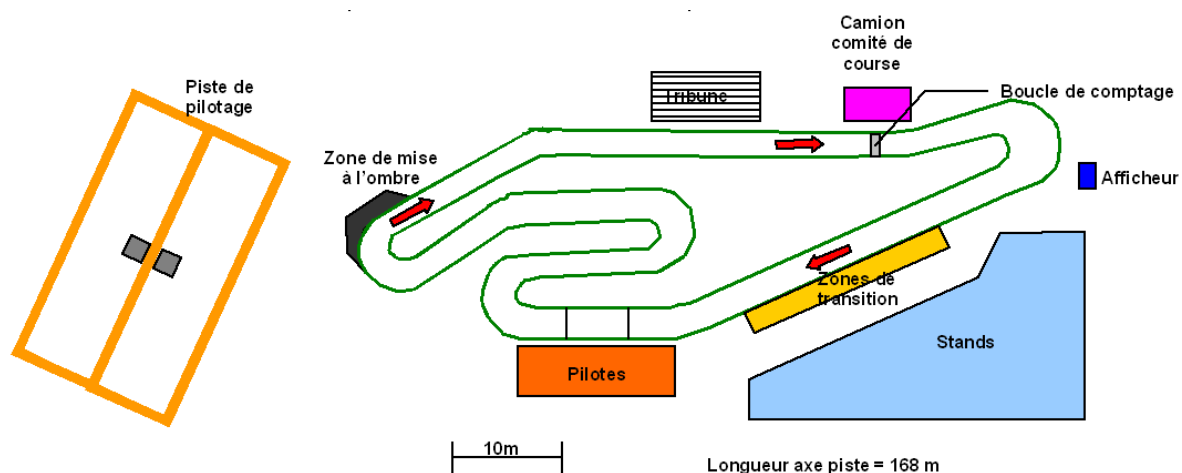 Camion
comité de
course
Piste de
pilotage
Tribune
Boucle de comptage
Zone de mise
à l'ombre
Afficheur
Zones de
transition
Stands
Pilotes
10m
Longueur axe piste = 168 m